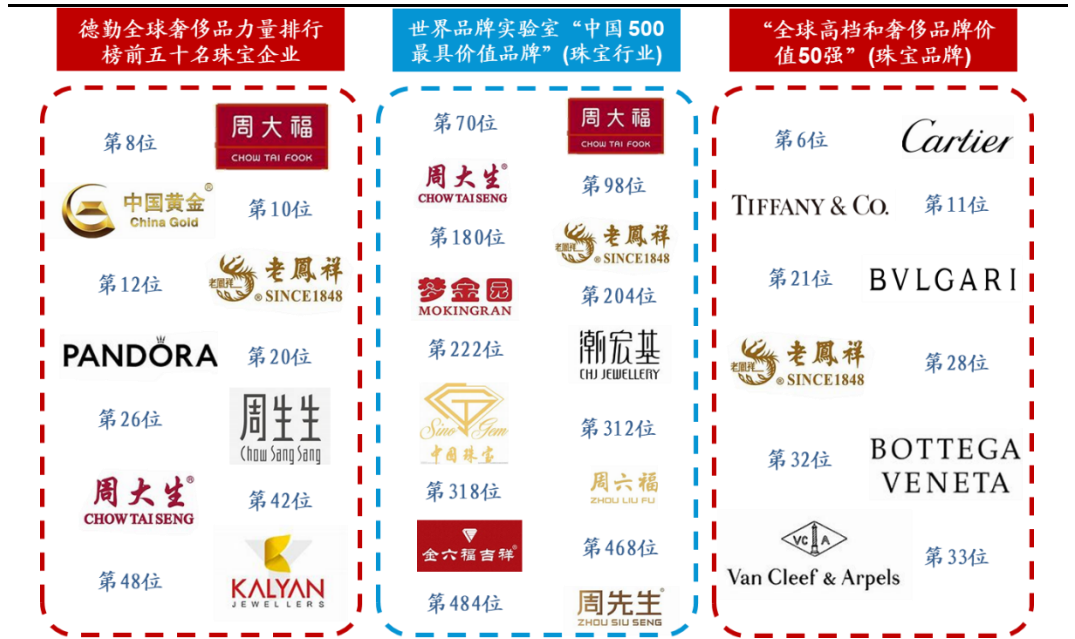 德勤全球奢侈品力量排行
榜前五十名珠宝企业
第8位
周大福
CHOW TAI FOOK
中国黄金®
China Gold
第10位
第12位
老鳳祥
老鳳祥
® SINCE1848
PANDORA
第20位
第26位
周生生
Chow Sang Sang
周大生®
CHOW TAI SENG
第42位
第48位
KALYAN
JEWELLERS
世界品牌实验室“中国500
最具价值品牌”(珠宝行业)
第70位
周大福
CHOW TAI FOOK
周大生®
CHOW TAI SENG
第98位
第180位
老鳳祥
老鳳祥
® SINCE1848
梦金园
MOKINGRAN
第204位
第222位
潮宏基
CHJ JEWELLERY
Sino Gem
中国珠宝
第312位
第318位
周六福
ZHOU LIU FU
金六福吉祥®
第468位
第484位
周先生®
ZHOU SIU SENG
“全球高档和奢侈品牌价
值50强”(珠宝品牌)
第6位
Cartier
TIFFANY & CO.
第11位
第21位
BVLGARI
老鳳祥
老鳳祥
® SINCE1848
第28位
第32位
BOTTEGA
VENETA
VC A
Van Cleef & Arpels
第33位